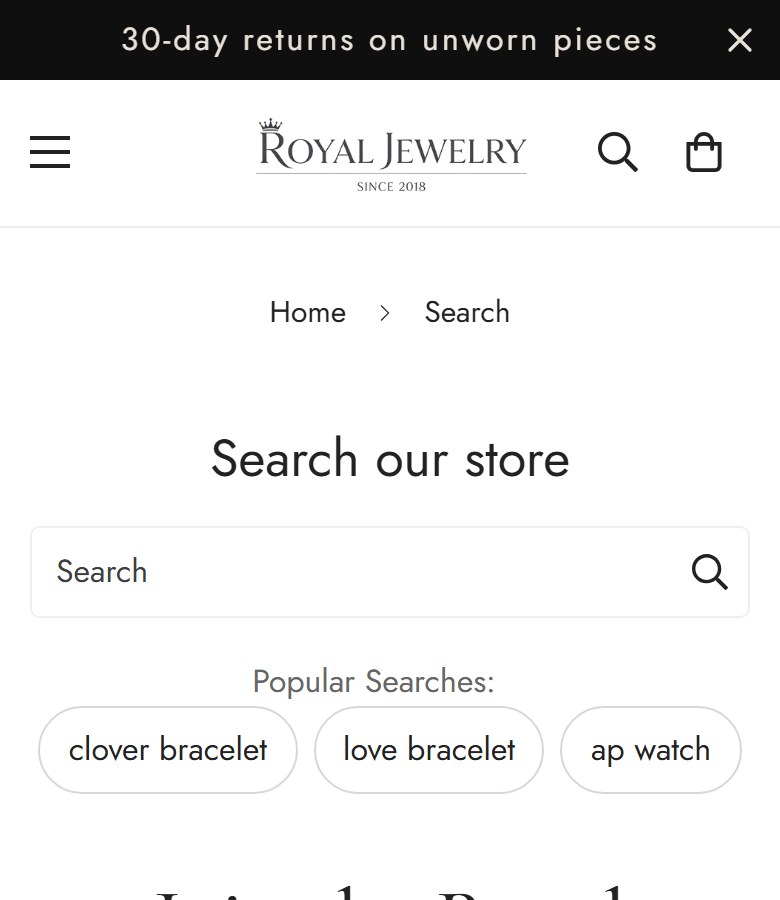 30-day returns on unworn pieces
ROYAL JEWELRY
SINCE 2018
Home > Search
Search our store
Search
Popular Searches:
clover bracelet
love bracelet
ap watch